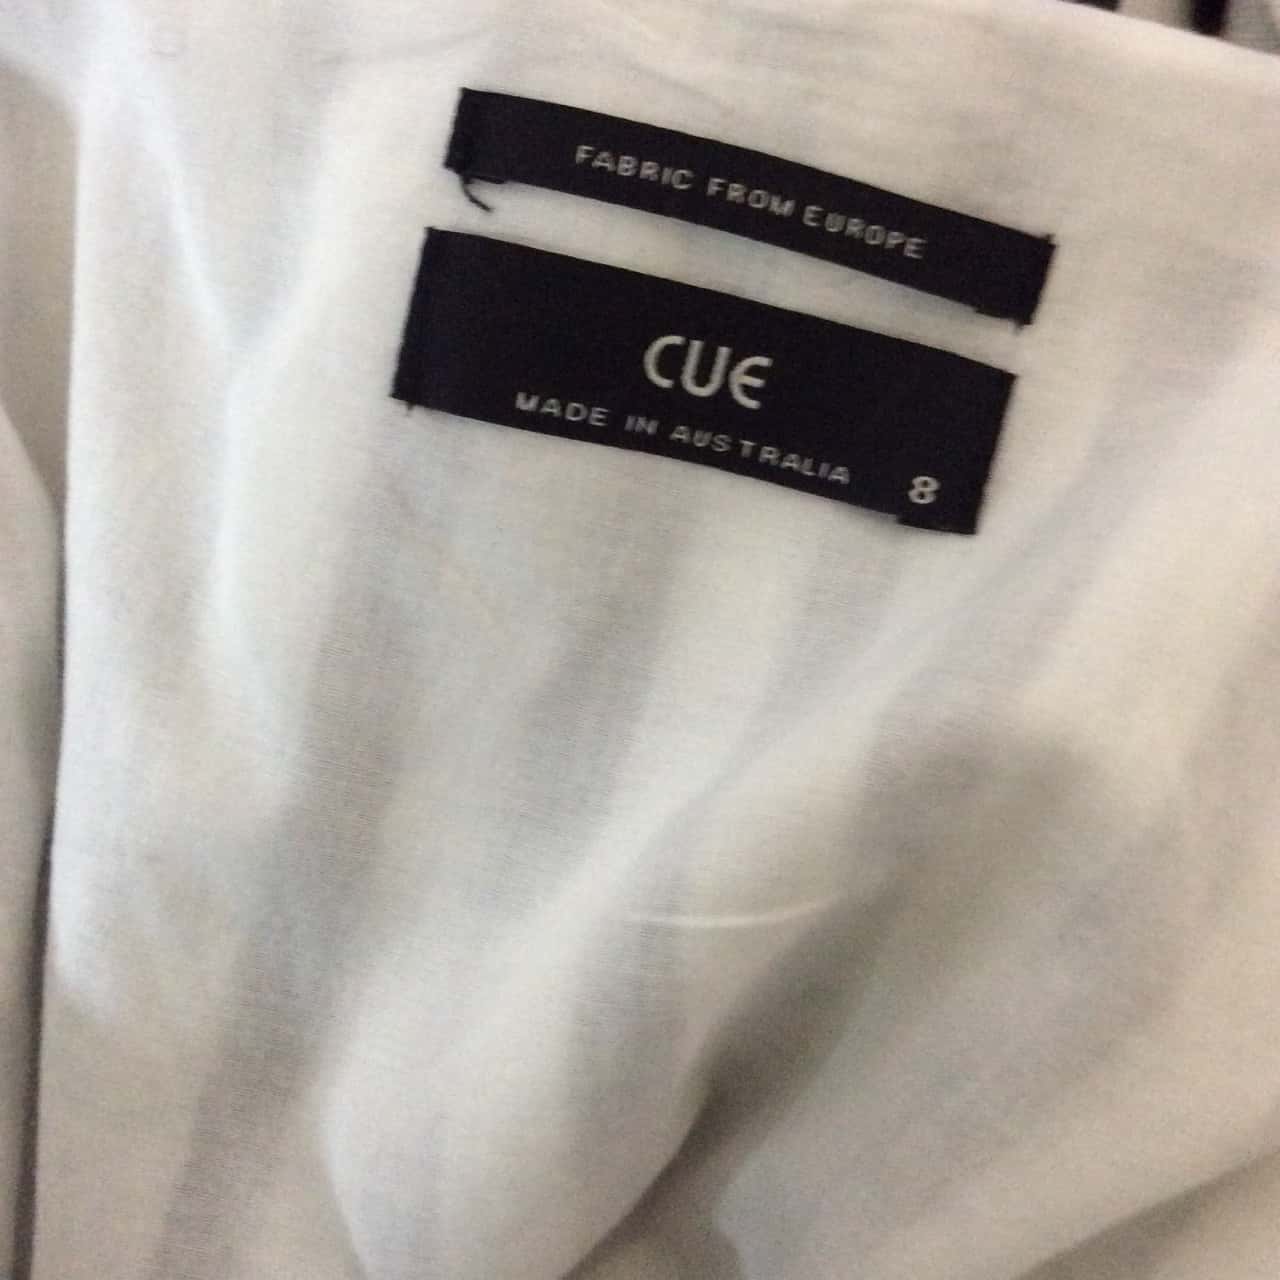 FABRIC FROM EUROPE
CUE
MADE IN AUSTRALIA 8